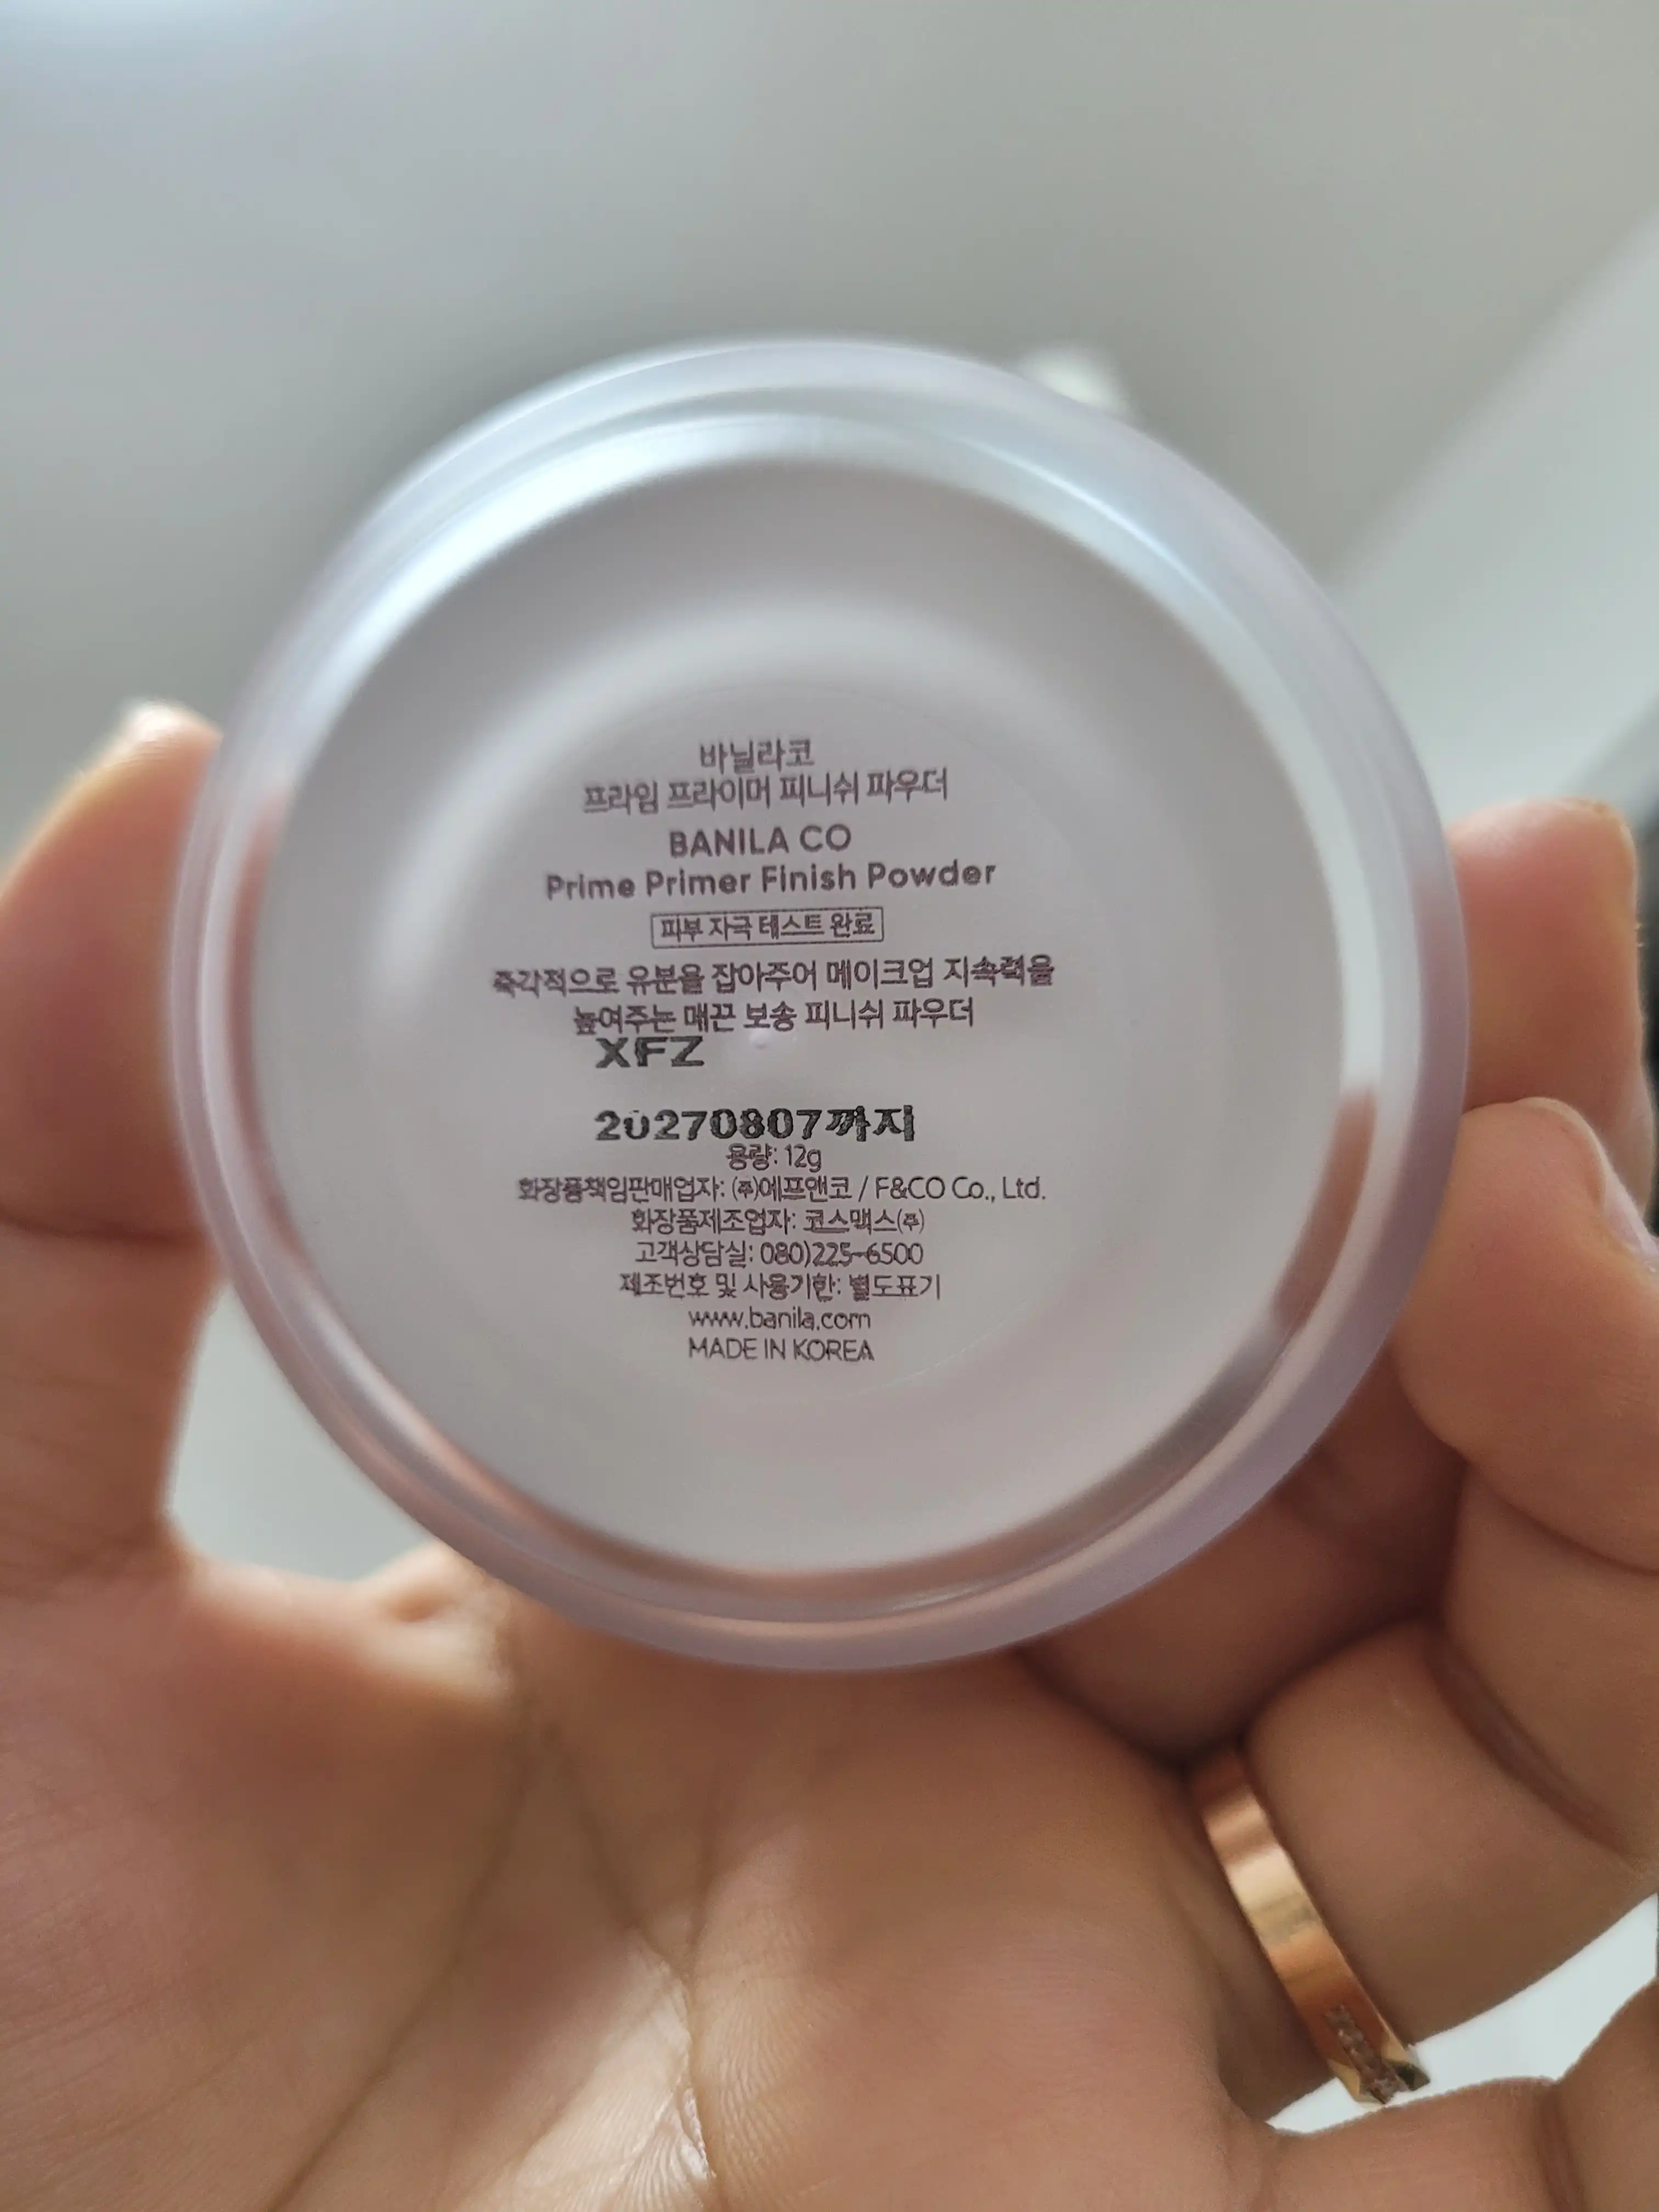 바닐라코
프라임 프라이머 피니쉬 파우더
BANILA CO
Prime Primer Finish Powder
피부 자극 테스트 완료
즉각적으로 유분을 잡아주어 메이크업 지속력을
높여주는 매끈 보송 피니쉬 파우더
XFZ
20270807까지
용량: 12g
화장품책임판매업자: ㈜에프앤코 / F&CO Co., Ltd.
화장품제조업자: 코스맥스㈜
고객상담실: 080)225-6500
제조번호 및 사용기한: 별도표기
www.banila.com
MADE IN KOREA